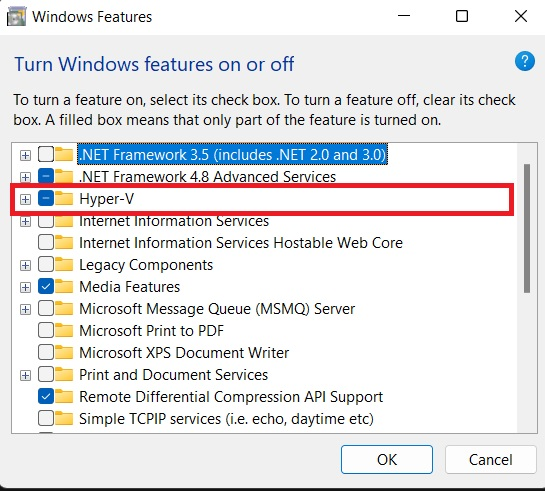 Windows Features
Turn Windows features on or off
?
To turn a feature on, select its check box. To turn a feature off, clear its check
box. A filled box means that only part of the feature is turned on.
.NET Framework 3.5 (includes .NET 2.0 and 3.0)
.NET Framework 4.8 Advanced Services
Hyper-V
Internet Information Services
Internet Information Services Hostable Web Core
Legacy Components
Media Features
Microsoft Message Queue (MSMQ) Server
Microsoft Print to PDF
Microsoft XPS Document Writer
Print and Document Services
Remote Differential Compression API Support
Simple TCPIP services (i.e. echo, daytime etc)
OK
Cancel